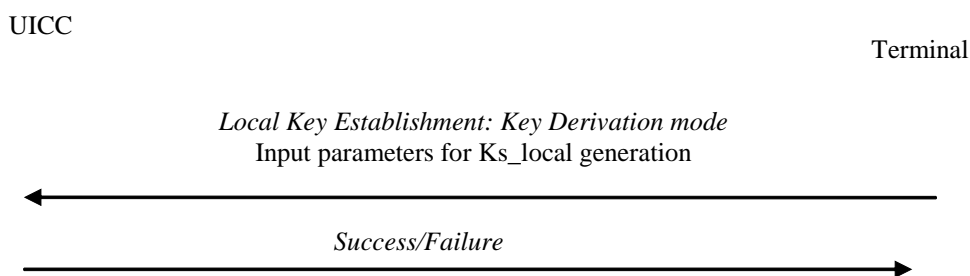 UICC
Terminal
Local Key Establishment: Key Derivation mode
Input parameters for Ks_local generation
Success/Failure